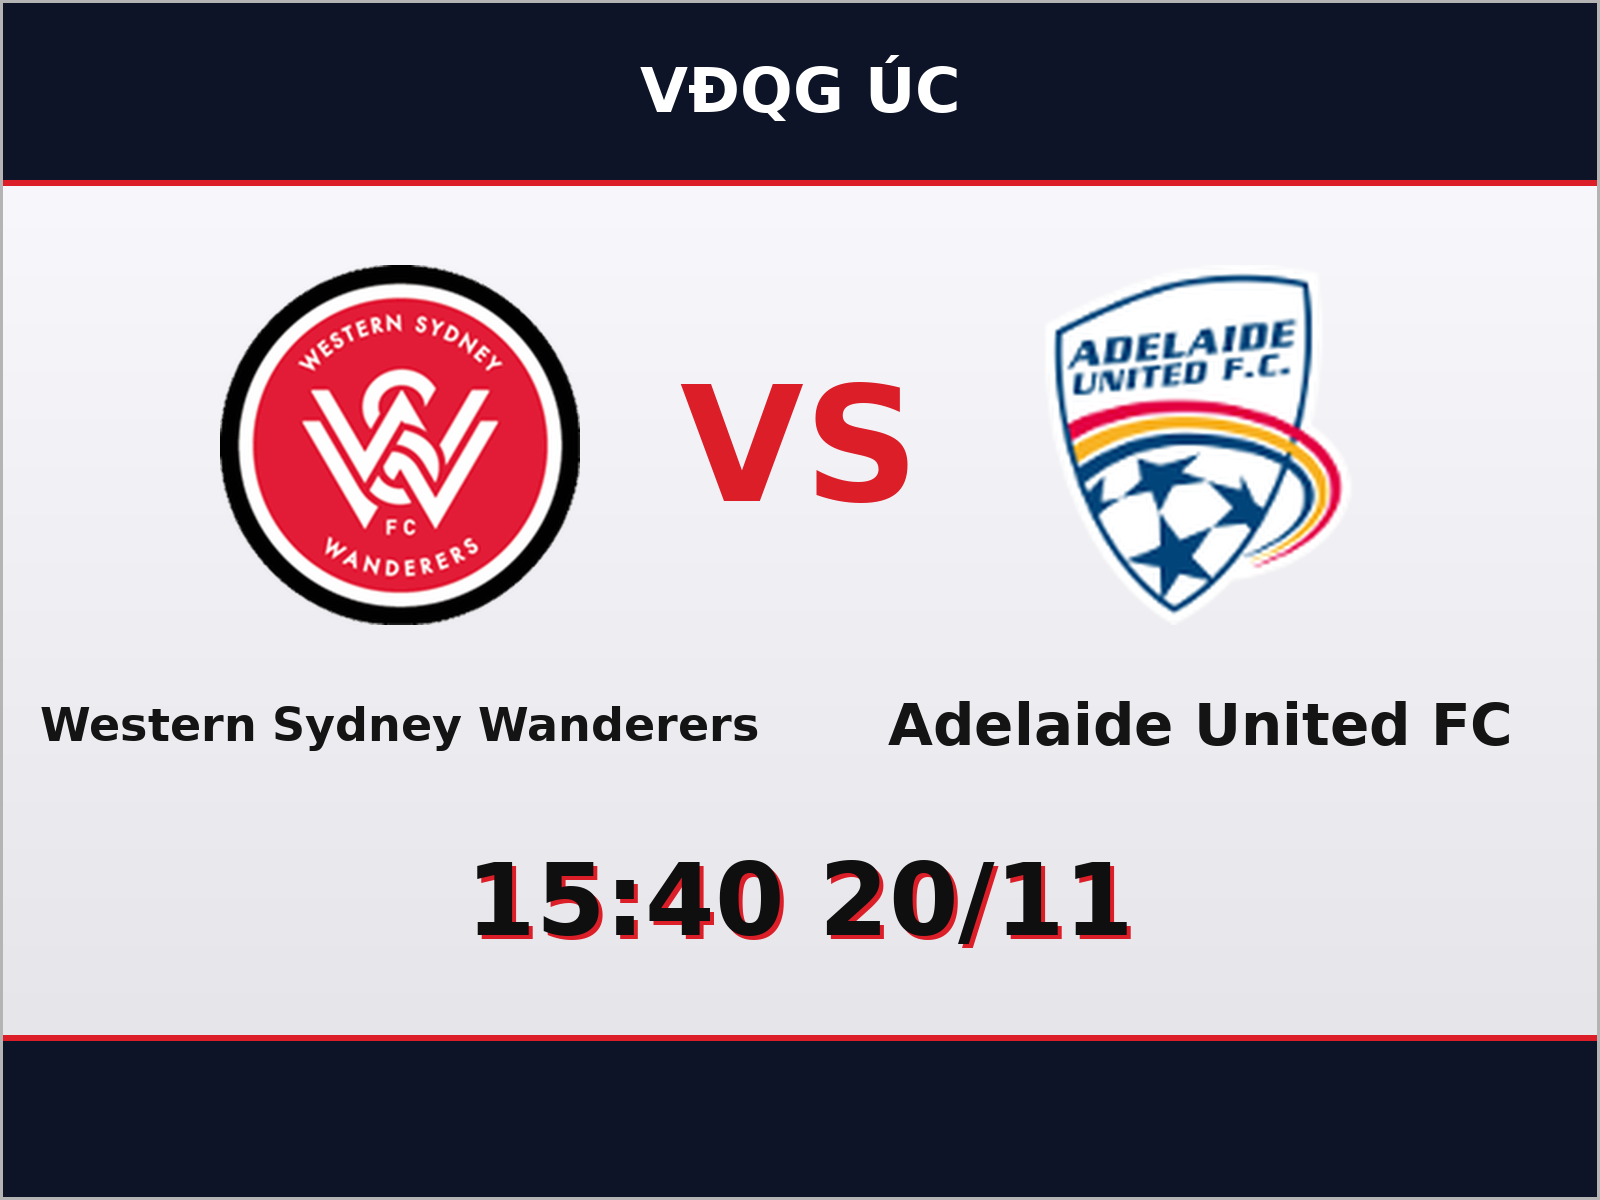 VĐQG ÚC
WESTERN SYDNEY
FC
WANDERERS
VS
ADELAIDE
UNITED F.C.
Western Sydney Wanderers
Adelaide United FC
15:40 20/11